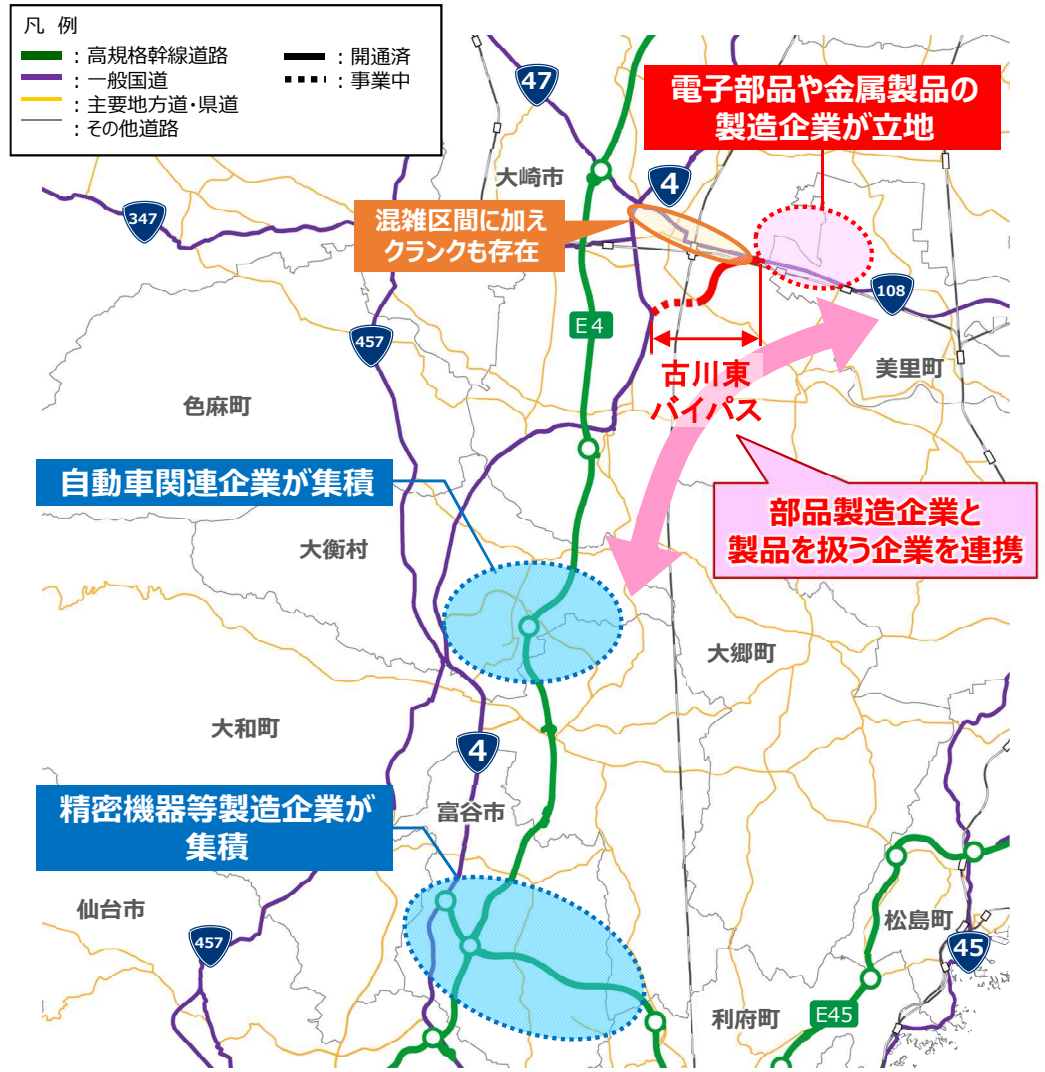 凡 例
：高規格幹線道路
：開通済
：一般国道
：事業中
：主要地方道・県道
：その他道路
47
電子部品や金属製品の
製造企業が立地
大崎市
4
347
混雑区間に加え
クランクも存在
108
E4
457
古川東
バイパス
美里町
色麻町
自動車関連企業が集積
部品製造企業と
製品を扱う企業を連携
大衡村
大郷町
大和町
4
精密機器等製造企業が
集積
富谷市
仙台市
457
松島町
45
利府町
E45